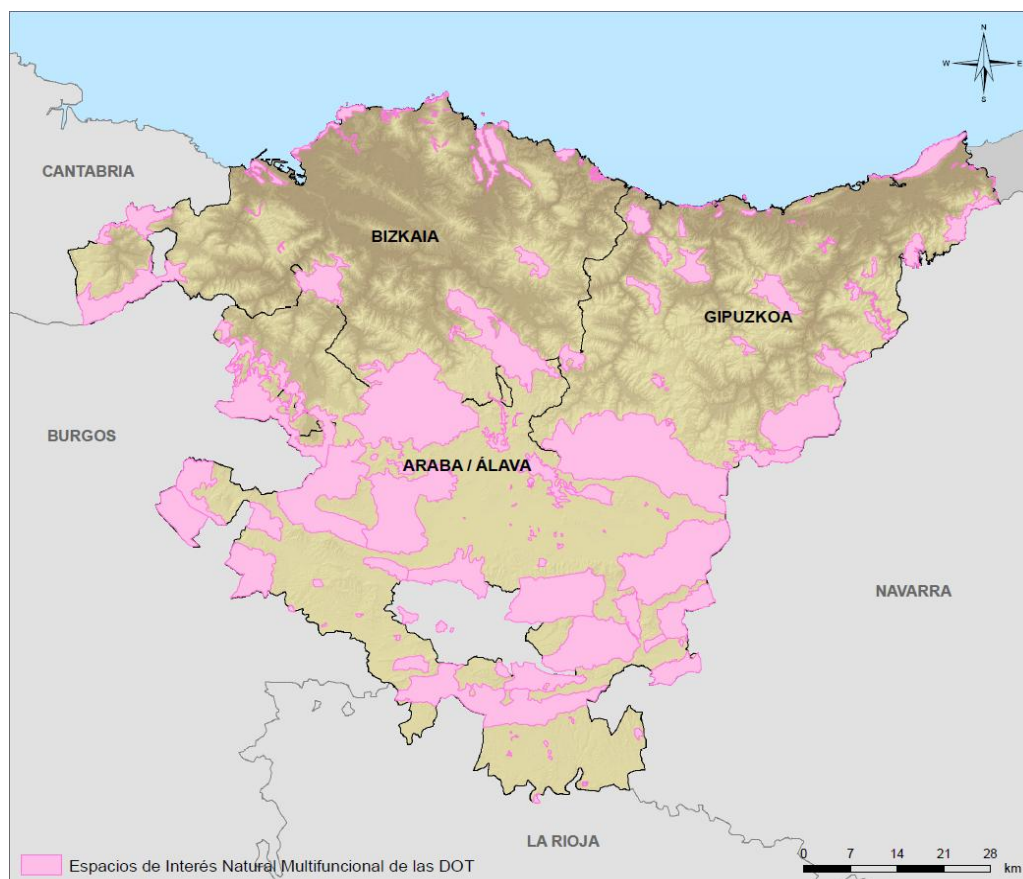 N
W E
S
CANTABRIA
BIZKAIA
GIPUZKOA
BURGOS
ARABA / ÁLAVA
NAVARRA
LA RIOJA
Espacios de Interés Natural Multifuncional de las DOT
0 7 14 21 28
km